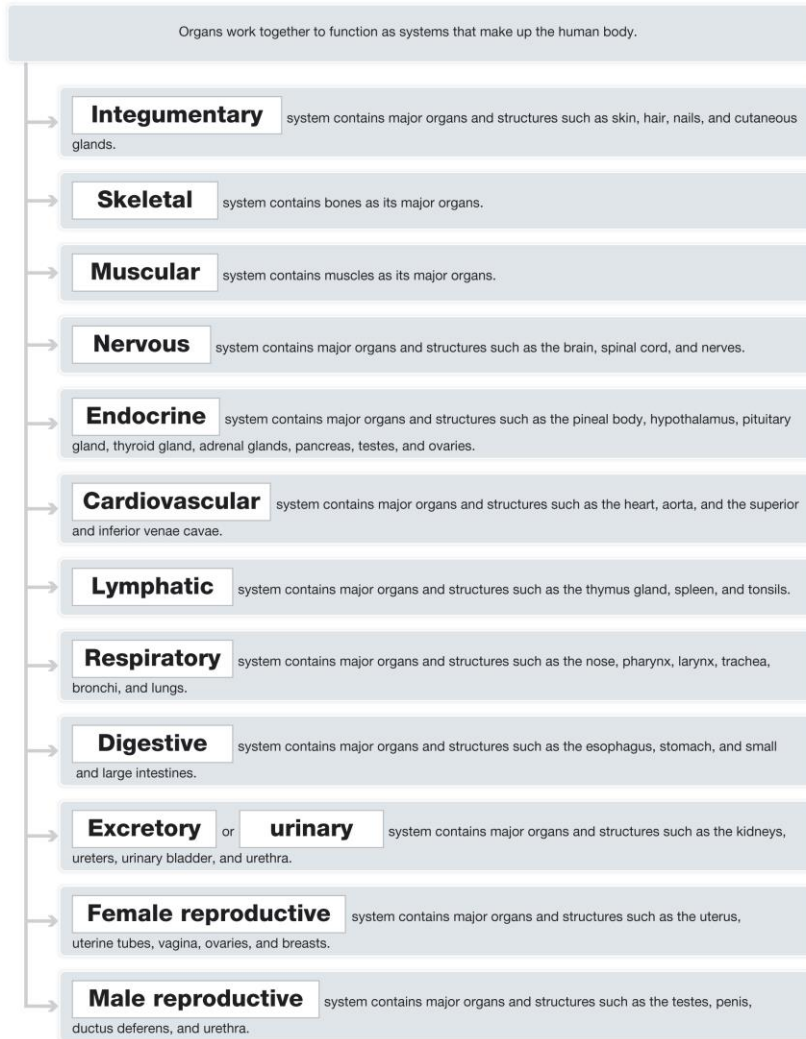 Organs work together to function as systems that make up the human body.
Integumentary system contains major organs and structures such as skin, hair, nails, and cutaneous
glands.
Skeletal system contains bones as its major organs.
Muscular system contains muscles as its major organs.
Nervous system contains major organs and structures such as the brain, spinal cord, and nerves.
Endocrine system contains major organs and structures such as the pineal body, hypothalamus, pituitary
gland, thyroid gland, adrenal glands, pancreas, testes, and ovaries.
Cardiovascular system contains major organs and structures such as the heart, aorta, and the superior
and inferior venae cavae.
Lymphatic system contains major organs and structures such as the thymus gland, spleen, and tonsils.
Respiratory system contains major organs and structures such as the nose, pharynx, larynx, trachea,
bronchi, and lungs.
Digestive system contains major organs and structures such as the esophagus, stomach, and small
and large intestines.
Excretory or urinary system contains major organs and structures such as the kidneys,
ureters, urinary bladder, and urethra.
Female reproductive system contains major organs and structures such as the uterus,
uterine tubes, vagina, ovaries, and breasts.
Male reproductive system contains major organs and structures such as the testes, penis,
ductus deferens, and urethra.